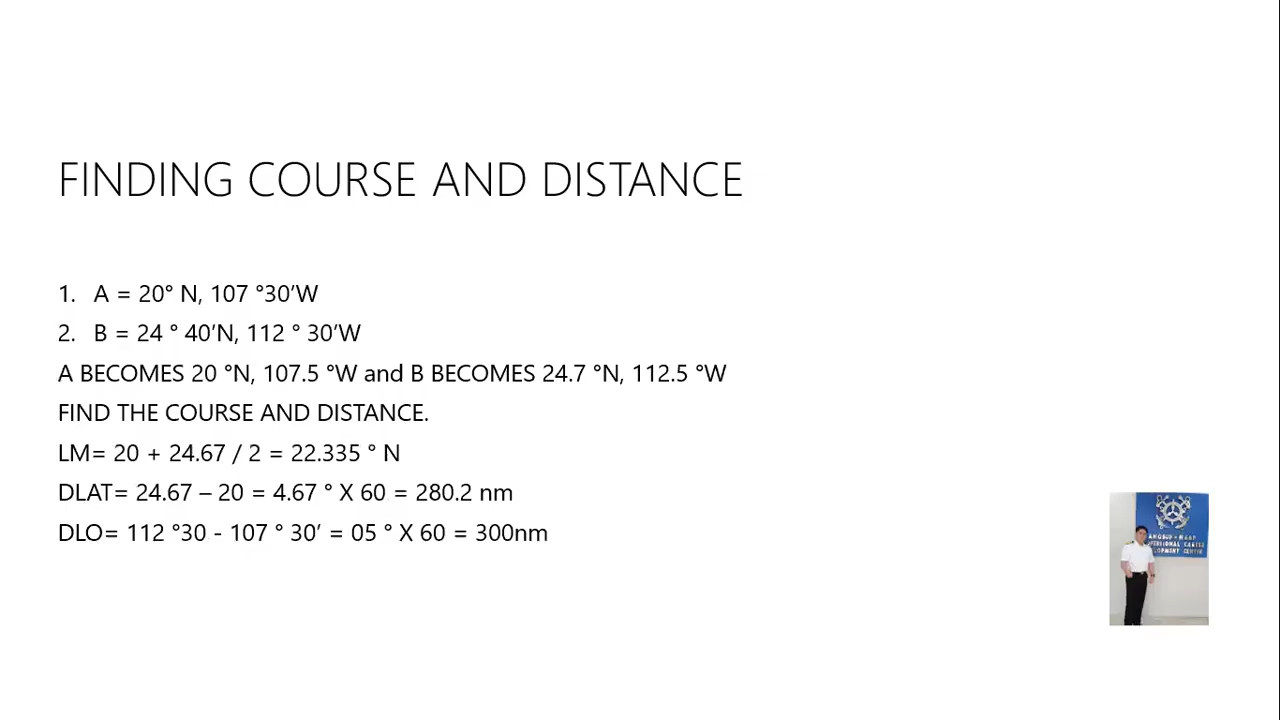 FINDING COURSE AND DISTANCE
1. A = 20° N, 107 °30’W
2. B = 24 ° 40’N, 112 ° 30’W
A BECOMES 20 °N, 107.5 °W and B BECOMES 24.7 °N, 112.5 °W
FIND THE COURSE AND DISTANCE.
LM= 20 + 24.67 / 2 = 22.335 ° N
DLAT= 24.67 – 20 = 4.67 ° X 60 = 280.2 nm
DLO= 112 °30 - 107 ° 30’ = 05 ° X 60 = 300nm